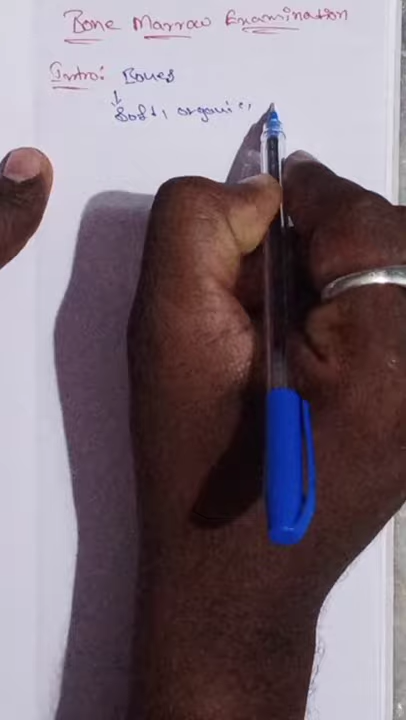 Bone Marrow Examination
Intro: Bones
↓
Soft, organic,